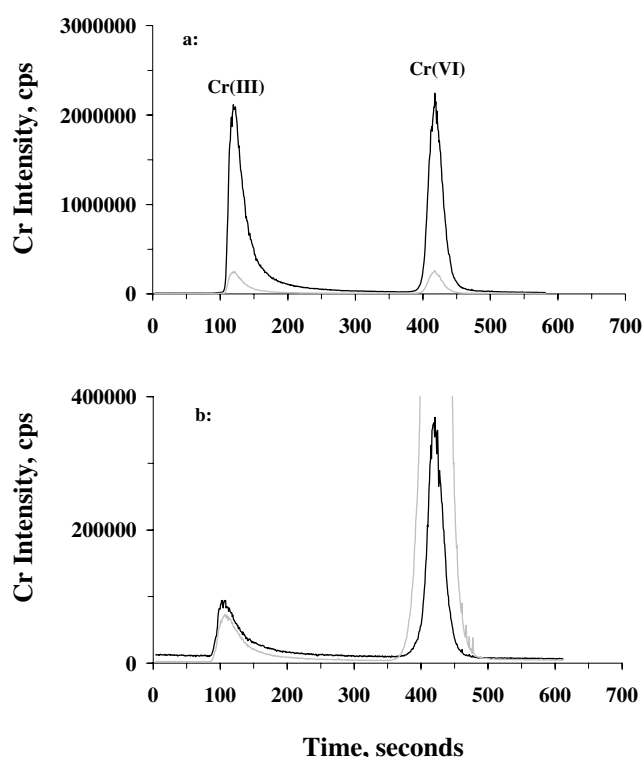 a:
Cr(III)
Cr(VI)
Cr Intensity, cps
3000000
2000000
1000000
0
0 100 200 300 400 500 600 700
b:
Cr Intensity, cps
400000
200000
0
0 100 200 300 400 500 600 700
Time, seconds